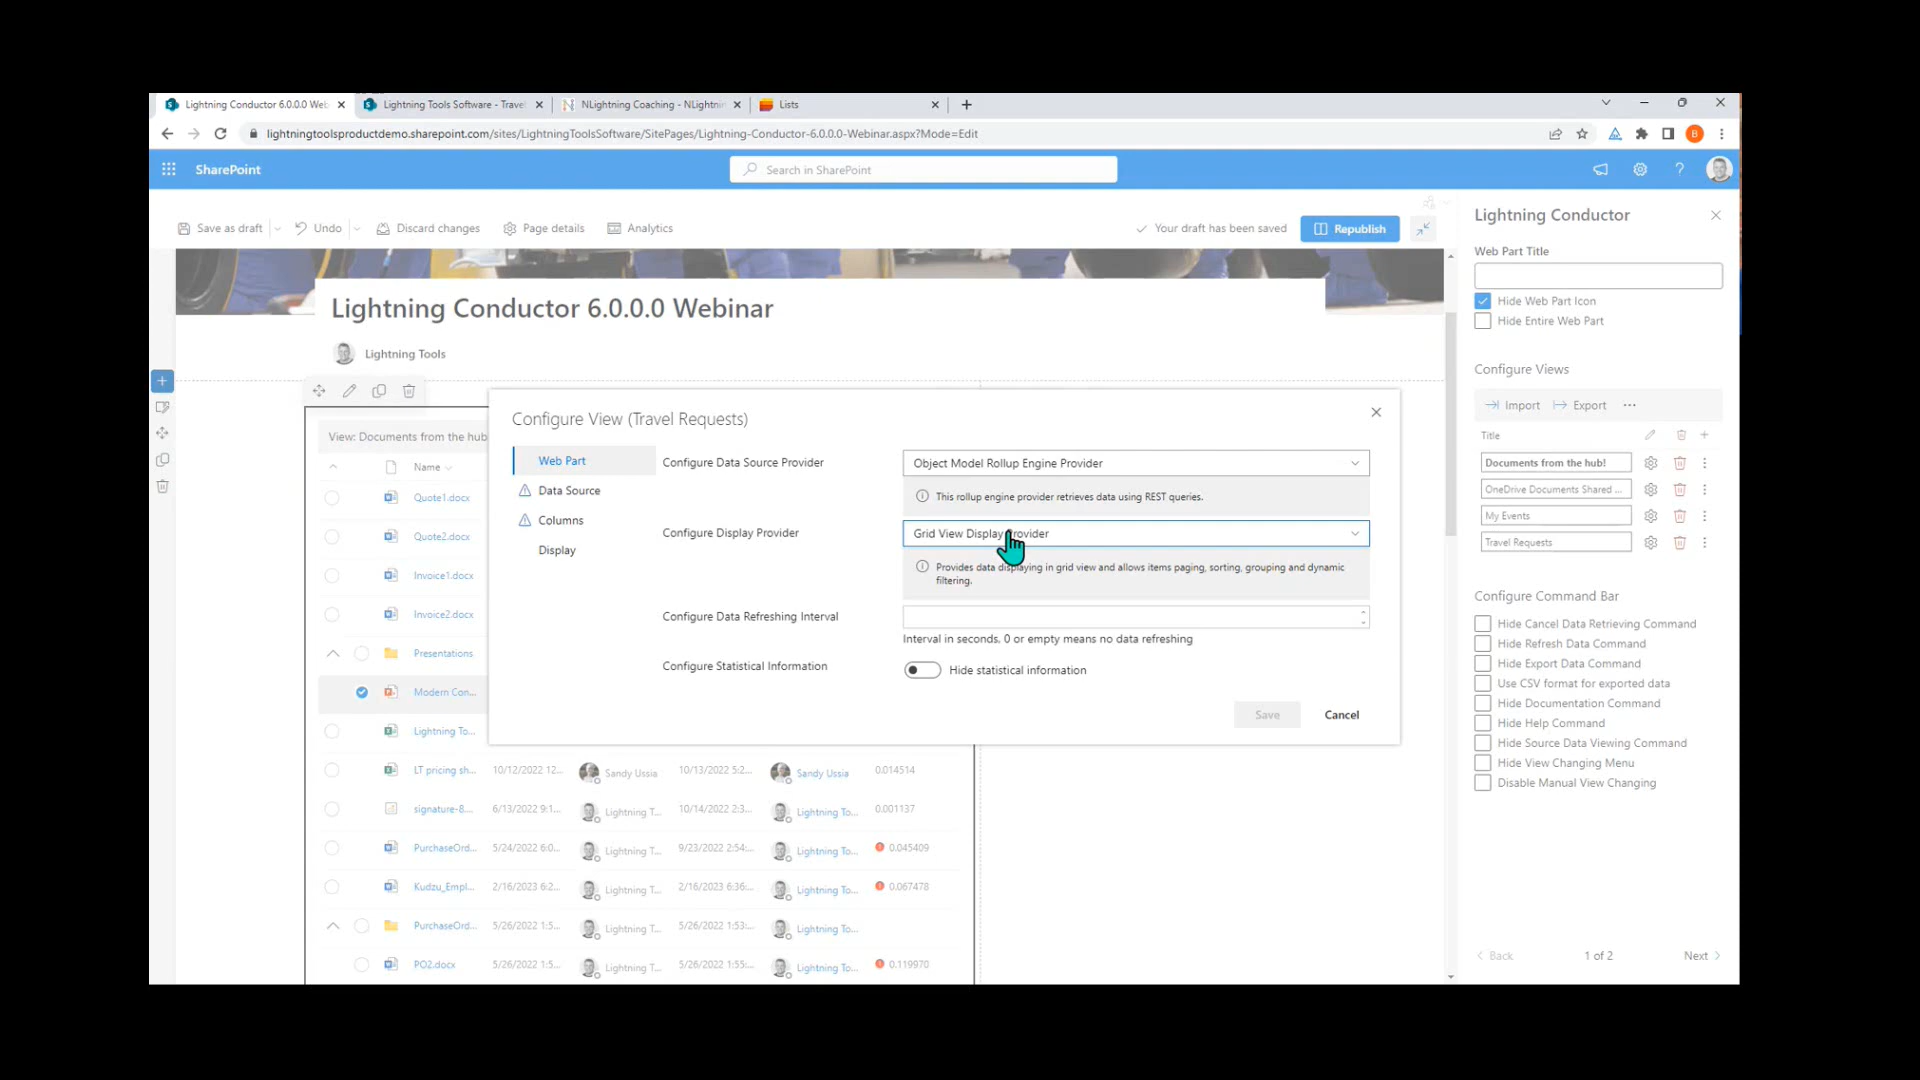 Lightning Conductor 6.0.0.0 Web
Lightning Tools Software - Travel
NLightning Coaching - NLightnin
Lists
lightningtoolsproductdemo.sharepoint.com/sites/LightningToolsSoftware/SitePages/Lightning-Conductor-6.0.0.0-Webinar.aspx?Mode=Edit
B
SharePoint
Search in SharePoint
Save as draft
Undo
Discard changes
Page details
Analytics
Your draft has been saved
Republish
Lightning Conductor 6.0.0.0 Webinar
Lightning Tools
View: Documents from the hub
Name
Quote1.docx
Quote2.docx
Invoice1.docx
Invoice2.docx
Presentations
Modern Con...
Lightning To...
LT pricing sh... 10/12/2022 12... Sandy Ussia 10/13/2022 5:2... Sandy Ussia 0.014514
signature-8... 6/13/2022 9:1... Lightning T... 10/14/2022 2:3... Lightning To... 0.001137
PurchaseOrd... 5/24/2022 6:0... Lightning T... 9/23/2022 2:54:... Lightning To... 0.045409
Kudzu_Empl... 2/16/2023 6:2... Lightning T... 2/16/2023 6:36:... Lightning To... 0.067478
PurchaseOrd... 5/26/2022 1:5... Lightning T... 5/26/2022 1:53:... Lightning To...
PO2.docx 5/26/2022 1:5... Lightning T... 5/26/2022 1:55:... Lightning To... 0.119970
Configure View (Travel Requests)
Web Part
Data Source
Columns
Display
Configure Data Source Provider
Object Model Rollup Engine Provider
This rollup engine provider retrieves data using REST queries.
Configure Display Provider
Grid View Display Provider
Provides data displaying in grid view and allows items paging, sorting, grouping and dynamic
filtering.
Configure Data Refreshing Interval
Interval in seconds. 0 or empty means no data refreshing
Configure Statistical Information
Hide statistical information
Save
Cancel
Lightning Conductor
Web Part Title
Hide Web Part Icon
Hide Entire Web Part
Configure Views
Import
Export
Title
Documents from the hub!
OneDrive Documents Shared ...
My Events
Travel Requests
Configure Command Bar
Hide Cancel Data Retrieving Command
Hide Refresh Data Command
Hide Export Data Command
Use CSV format for exported data
Hide Documentation Command
Hide Help Command
Hide Source Data Viewing Command
Hide View Changing Menu
Disable Manual View Changing
Back
1 of 2
Next